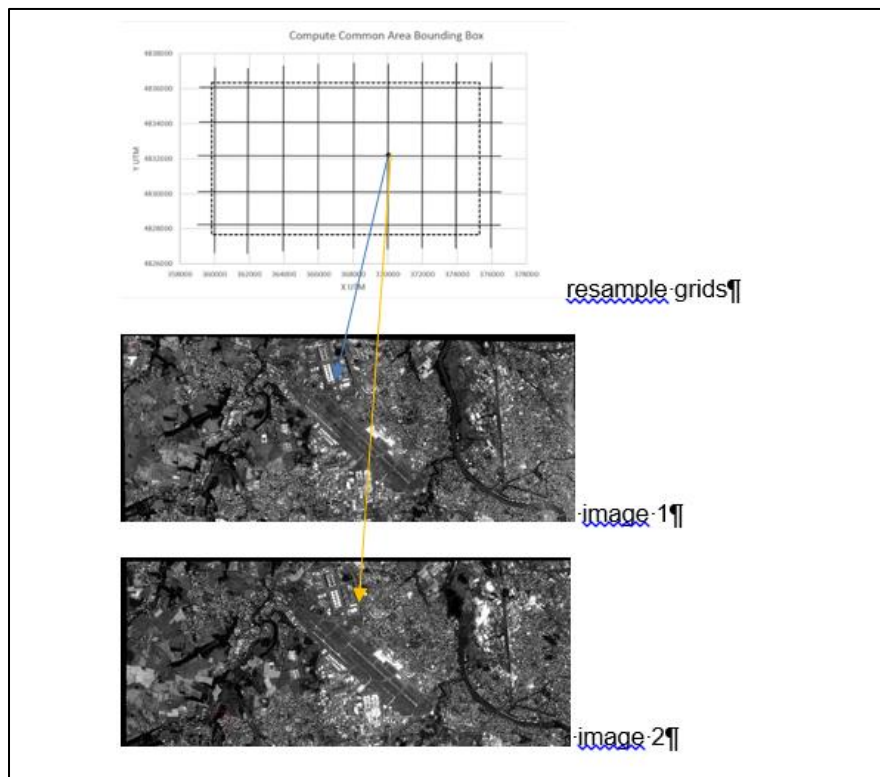 Compute Common Area Bounding Box
4838000
4836000
4834000
4832000
4830000
4828000
4826000
Y UTM
358000 360000 362000 364000 366000 368000 370000 372000 374000 376000 378000
X UTM
resample·grids¶
·image·1¶
·image·2¶